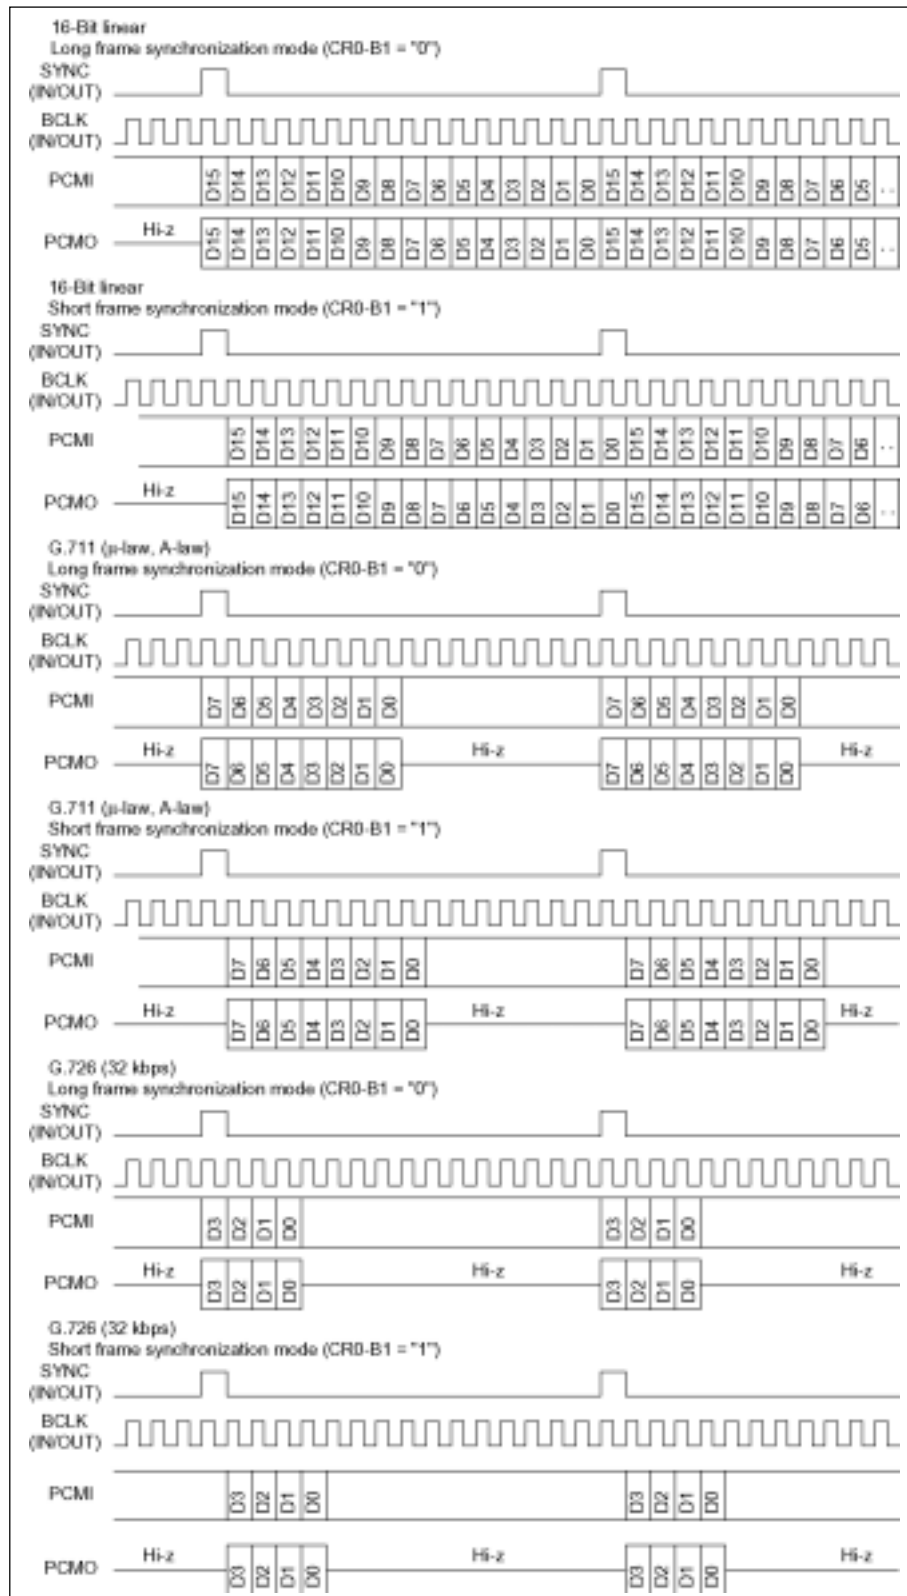 16-Bit linear
Long frame synchronization mode (CR0-B1 = "0")
SYNC
(IN/OUT)
BCLK
(IN/OUT)
PCMI D15 D14 D13 D12 D11 D10 D9 D8 D7 D6 D5 D4 D3 D2 D1 D0 D15 D14 D13 D12 D11 D10 D9 D8 D7 D6 D5 ..
PCMO Hi-z D15 D14 D13 D12 D11 D10 D9 D8 D7 D6 D5 D4 D3 D2 D1 D0 D15 D14 D13 D12 D11 D10 D9 D8 D7 D6 D5 ..
16-Bit linear
Short frame synchronization mode (CR0-B1 = "1")
SYNC
(IN/OUT)
BCLK
(IN/OUT)
PCMI D15 D14 D13 D12 D11 D10 D9 D8 D7 D6 D5 D4 D3 D2 D1 D0 D15 D14 D13 D12 D11 D10 D9 D8 D7 D6 ..
PCMO Hi-z D15 D14 D13 D12 D11 D10 D9 D8 D7 D6 D5 D4 D3 D2 D1 D0 D15 D14 D13 D12 D11 D10 D9 D8 D7 D6 ..
G.711 (μ-law, A-law)
Long frame synchronization mode (CR0-B1 = "0")
SYNC
(IN/OUT)
BCLK
(IN/OUT)
PCMI D7 D6 D5 D4 D3 D2 D1 D0 D7 D6 D5 D4 D3 D2 D1 D0
PCMO Hi-z D7 D6 D5 D4 D3 D2 D1 D0 Hi-z D7 D6 D5 D4 D3 D2 D1 D0 Hi-z
G.711 (μ-law, A-law)
Short frame synchronization mode (CR0-B1 = "1")
SYNC
(IN/OUT)
BCLK
(IN/OUT)
PCMI D7 D6 D5 D4 D3 D2 D1 D0 D7 D6 D5 D4 D3 D2 D1 D0
PCMO Hi-z D7 D6 D5 D4 D3 D2 D1 D0 Hi-z D7 D6 D5 D4 D3 D2 D1 D0 Hi-z
G.726 (32 kbps)
Long frame synchronization mode (CR0-B1 = "0")
SYNC
(IN/OUT)
BCLK
(IN/OUT)
PCMI D3 D2 D1 D0 D3 D2 D1 D0
PCMO Hi-z D3 D2 D1 D0 Hi-z D3 D2 D1 D0 Hi-z
G.726 (32 kbps)
Short frame synchronization mode (CR0-B1 = "1")
SYNC
(IN/OUT)
BCLK
(IN/OUT)
PCMI D3 D2 D1 D0 D3 D2 D1 D0
PCMO Hi-z D3 D2 D1 D0 Hi-z D3 D2 D1 D0 Hi-z